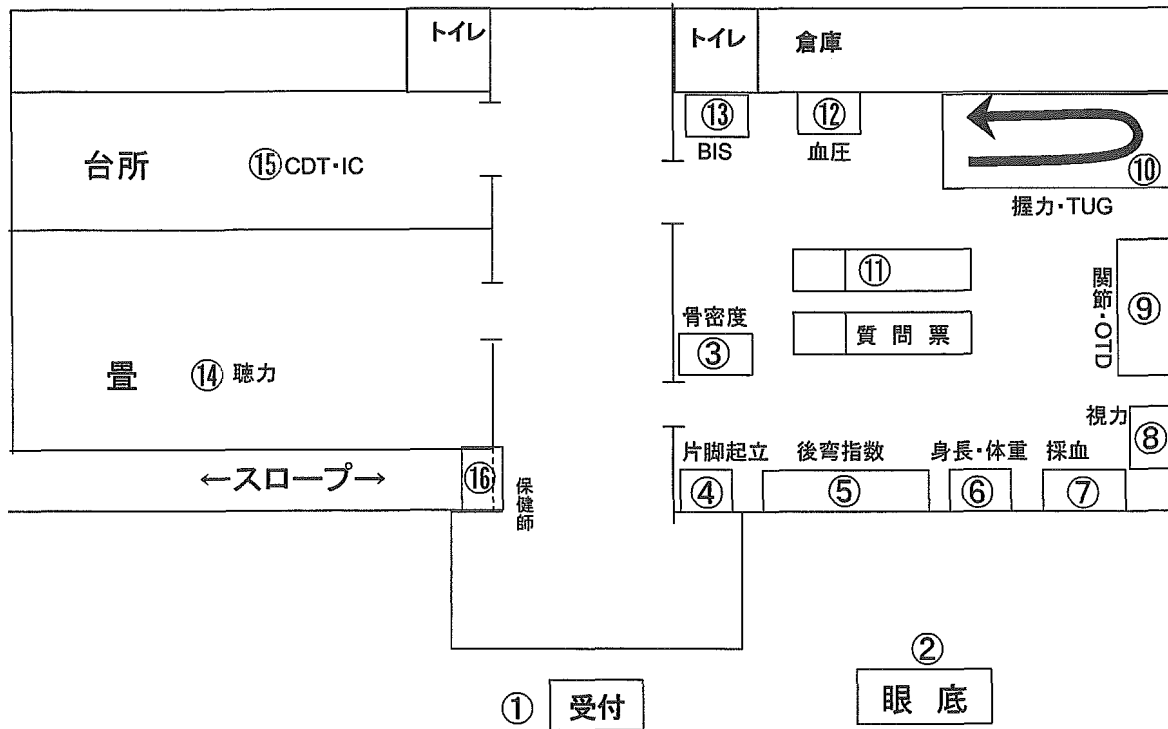 トイレ
トイレ
倉庫
台所
⑮CDT・IC
⑬
BIS
⑫
血圧
⑩
握力・TUG
⑪
質問票
骨密度
③
関節・OTD
⑨
畳
⑭ 聴力
視力
⑧
←スロープ→
⑯
保健師
片脚起立
④
後弯指数
⑤
身長・体重
⑥
採血
⑦
① 受付
②
眼底